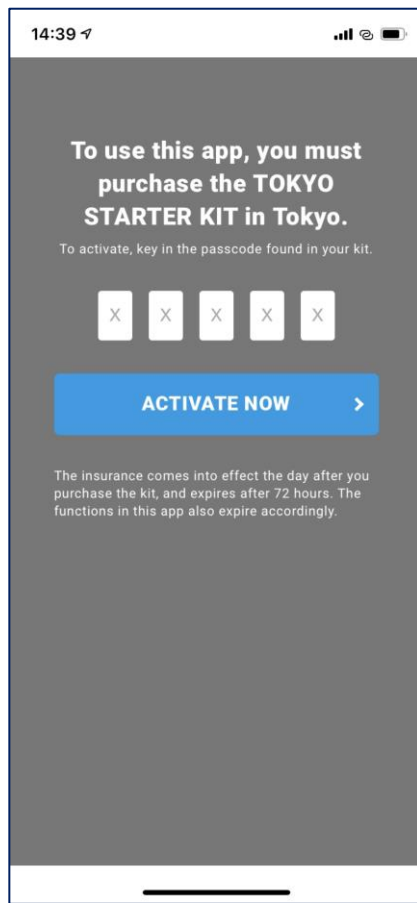 14:39
To use this app, you must
purchase the TOKYO
STARTER KIT in Tokyo.
To activate, key in the passcode found in your kit.
X X X X X
ACTIVATE NOW
The insurance comes into effect the day after you
purchase the kit, and expires after 72 hours. The
functions in this app also expire accordingly.